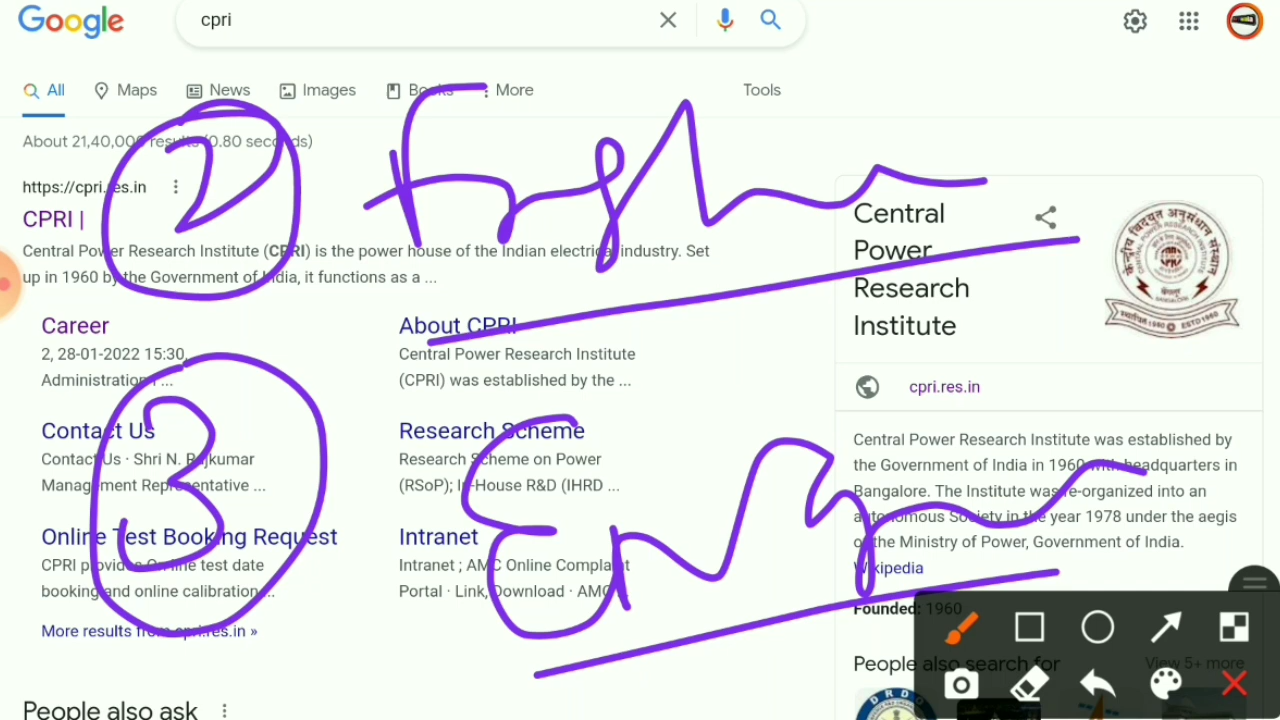 Google
cpri
All Maps News Images Books More Tools
About 21,40,000 results (0.80 seconds)
https://cpri.res.in
CPRI |
Central Power Research Institute (CPRI) is the power house of the Indian electrical industry. Set
up in 1960 by the Government of India, it functions as a ...
2
Career
2, 28-01-2022 15:30,
Administration ...
About CPRI
Central Power Research Institute
(CPRI) was established by the ...
3
Contact Us
Contact Us · Shri N. Rajkumar
Management Representative ...
Research Scheme
Research Scheme on Power
(RSoP); In-House R&D (IHRD ...
Online Test Booking Request
CPRI provides Online test date
booking and online calibration ...
Intranet
Intranet ; AMC Online Complaint
Portal · Link, Download · AMC
More results from cpri.res.in »
People also ask
Central
Power
Research
Institute
केन्द्रीय विद्युत अनुसंधान संस्थान
BANGALORE
ESTD 1960
cpri.res.in
Central Power Research Institute was established by
the Government of India in 1960 with headquarters in
Bangalore. The Institute was re-organized into an
autonomous Society in the year 1978 under the aegis
of the Ministry of Power, Government of India.
Wikipedia
Founded: 1960
People also search for
View 5+ more
DRDO